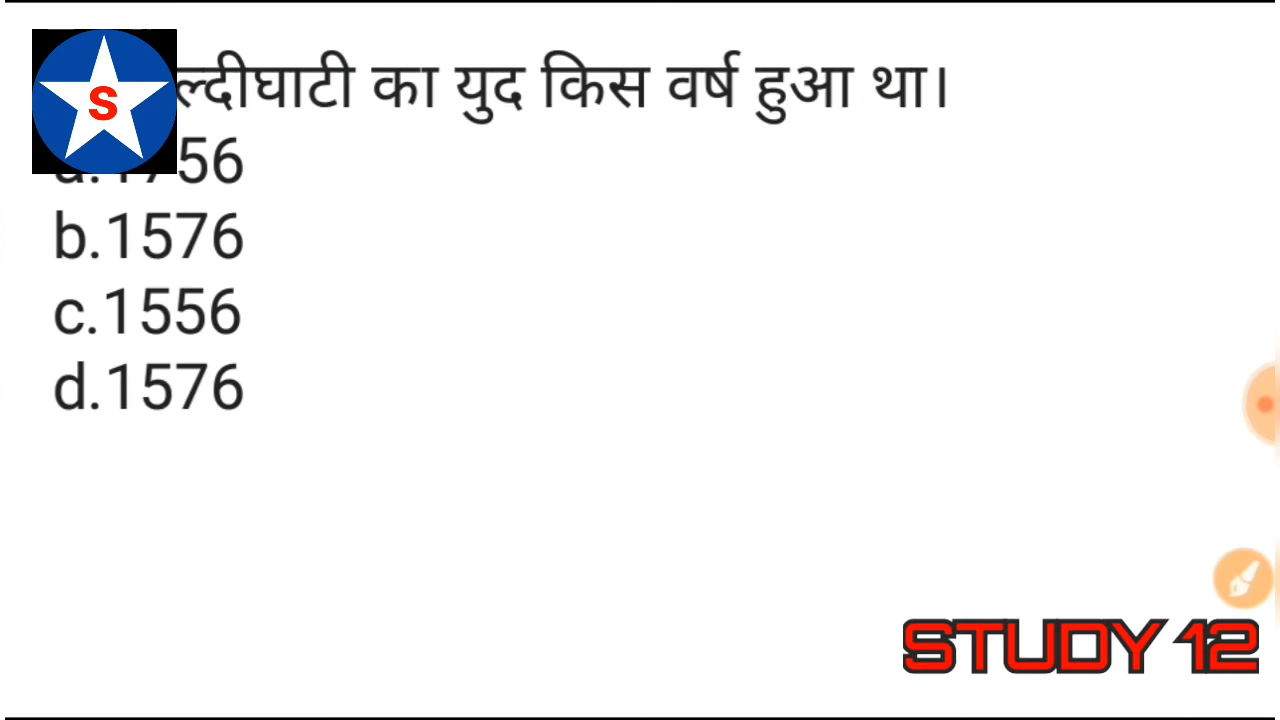 S
ल्दीघाटी का युद किस वर्ष हुआ था।
56
b.1576
c.1556
d.1576
STUDY 12